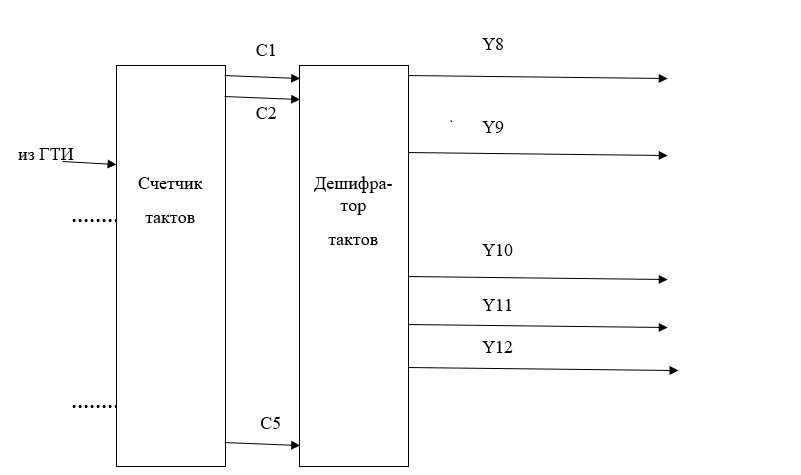 C1
Y8
C2
Y9
из ГТИ
Счетчик
тактов
Дешифра-
тор
тактов
Y10
Y11
Y12
C5